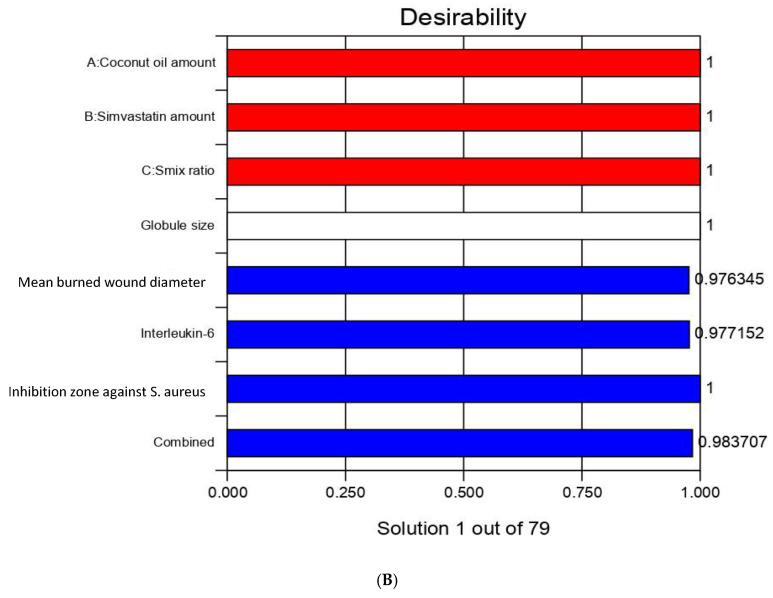 Desirability
A:Coconut oil amount 1
B:Simvastatin amount 1
C:Smix ratio 1
Globule size 1
Mean burned wound diameter 0.976345
Interleukin-6 0.977152
Inhibition zone against S. aureus 1
Combined 0.983707
0.000 0.250 0.500 0.750 1.000
Solution 1 out of 79
(B)